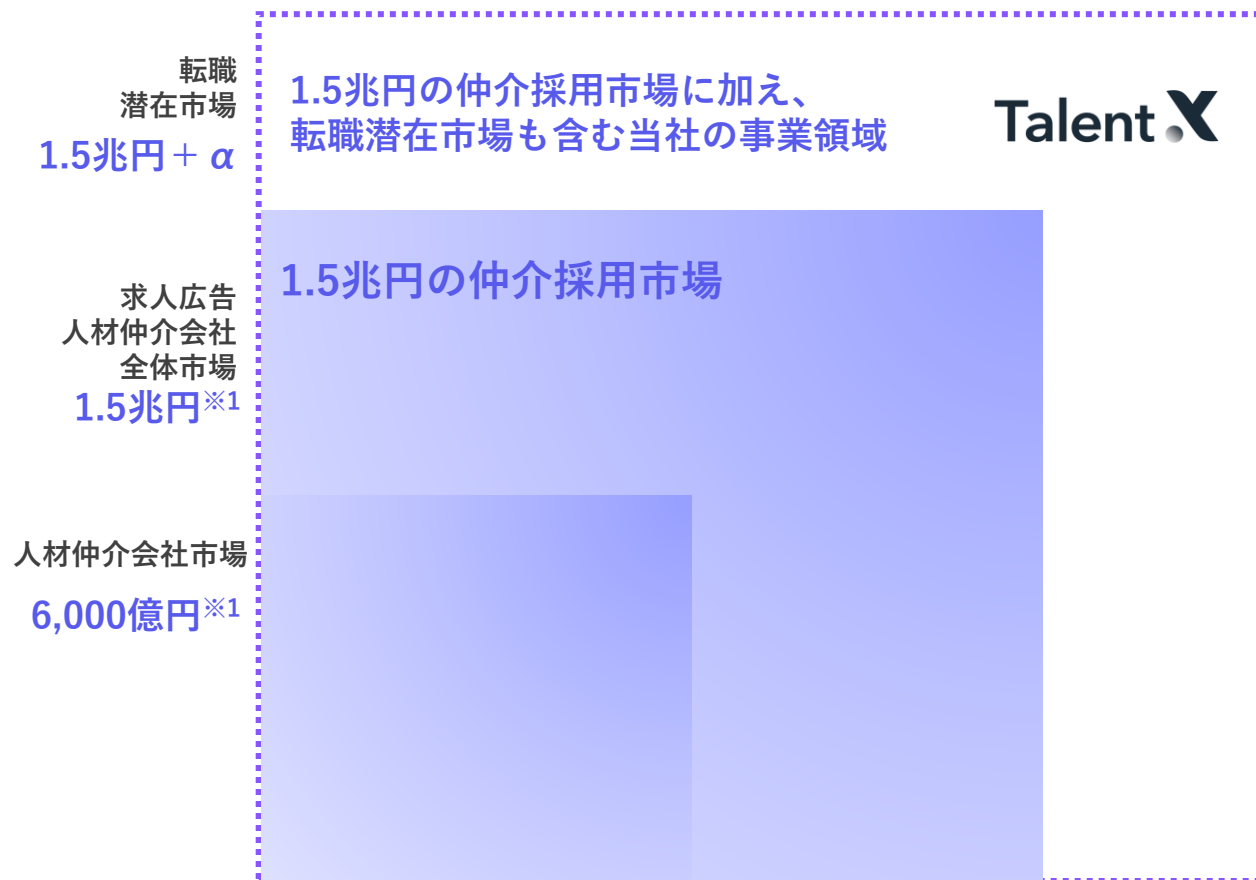 転職
潜在市場
1.5兆円＋α
1.5兆円の仲介採用市場に加え、
転職潜在市場も含む当社の事業領域
Talent X
求人広告
人材仲介会社
全体市場
1.5兆円※1
1.5兆円の仲介採用市場
人材仲介会社市場
6,000億円※1